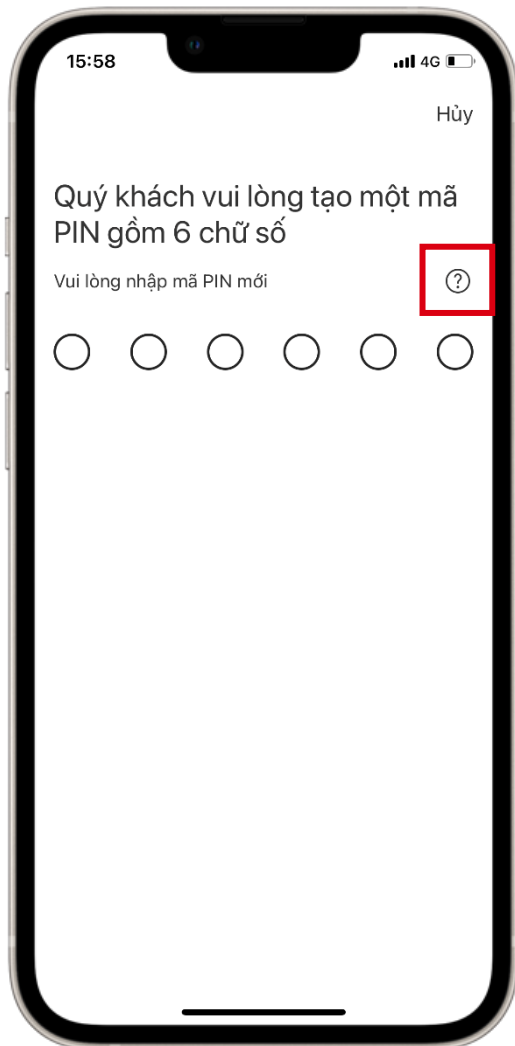 15:58 4G
Hủy
Quý khách vui lòng tạo một mã
PIN gồm 6 chữ số
Vui lòng nhập mã PIN mới ?